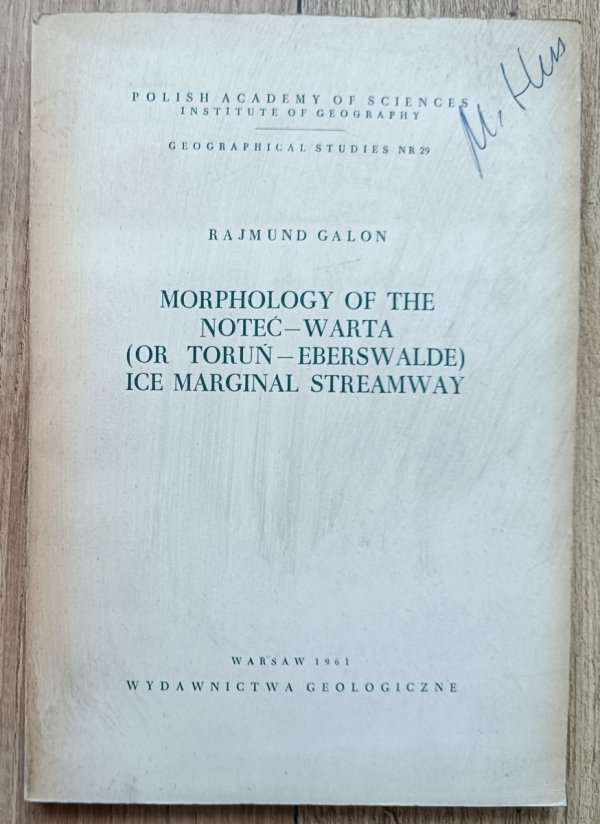 POLISH ACADEMY OF SCIENCES
INSTITUTE OF GEOGRAPHY
GEOGRAPHICAL STUDIES NR 29
RAJMUND GALON
MORPHOLOGY OF THE
NOTEĆ—WARTA
(OR TORUŃ—EBERSWALDE)
ICE MARGINAL STREAMWAY
WARSAW 1961
WYDAWNICTWA GEOLOGICZNE